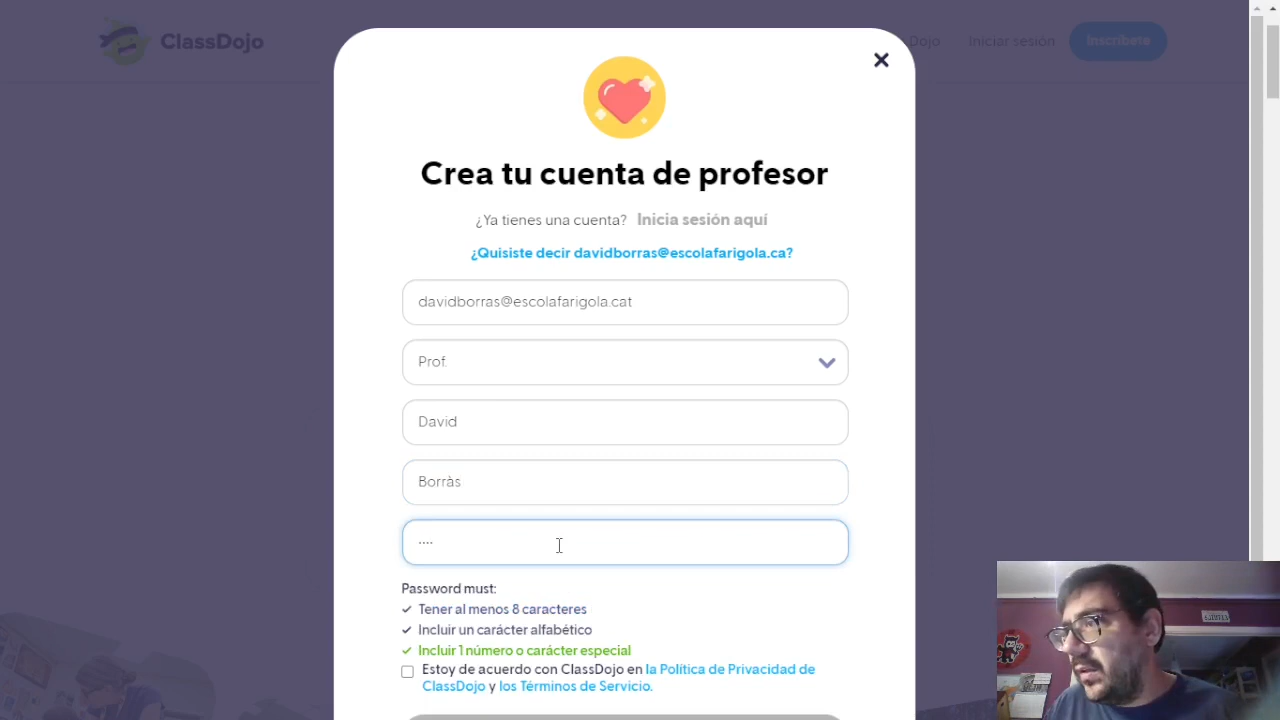 ClassDojo
Dojo
Iniciar sesión
Inscríbete
Crea tu cuenta de profesor
¿Ya tienes una cuenta? Inicia sesión aquí
¿Quisiste decir davidborras@escolafarigola.ca?
davidborras@escolafarigola.cat
Prof.
David
Borràs
····
Password must:
Tener al menos 8 caracteres
Incluir un carácter alfabético
Incluir 1 número o carácter especial
Estoy de acuerdo con ClassDojo en la Política de Privacidad de
ClassDojo y los Términos de Servicio.